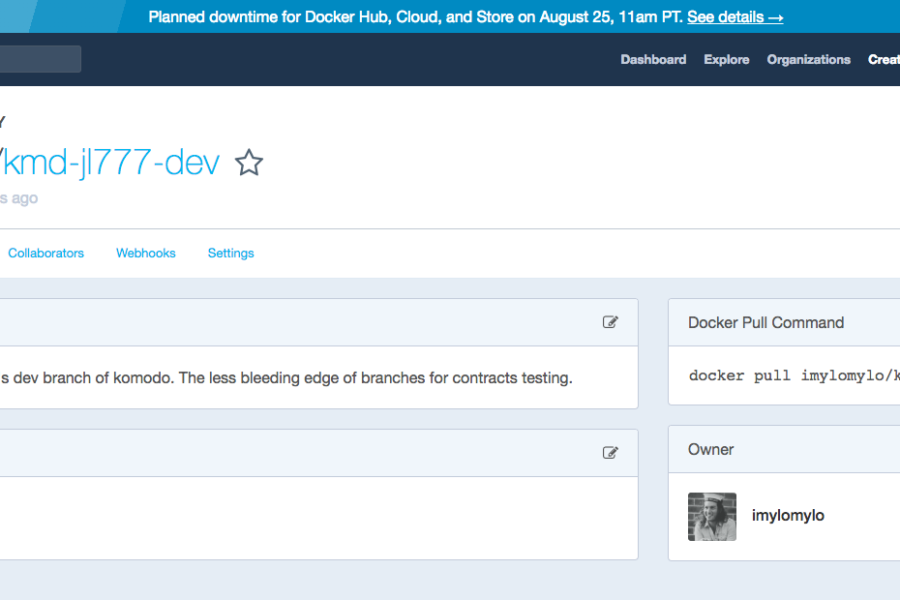 Planned downtime for Docker Hub, Cloud, and Store on August 25, 11am PT. See details →
Dashboard Explore Organizations Creat
Y
/kmd-jl777-dev
s ago
Collaborators Webhooks Settings
s dev branch of komodo. The less bleeding edge of branches for contracts testing.
Docker Pull Command
docker pull imylomylo/k
Owner
imylomylo